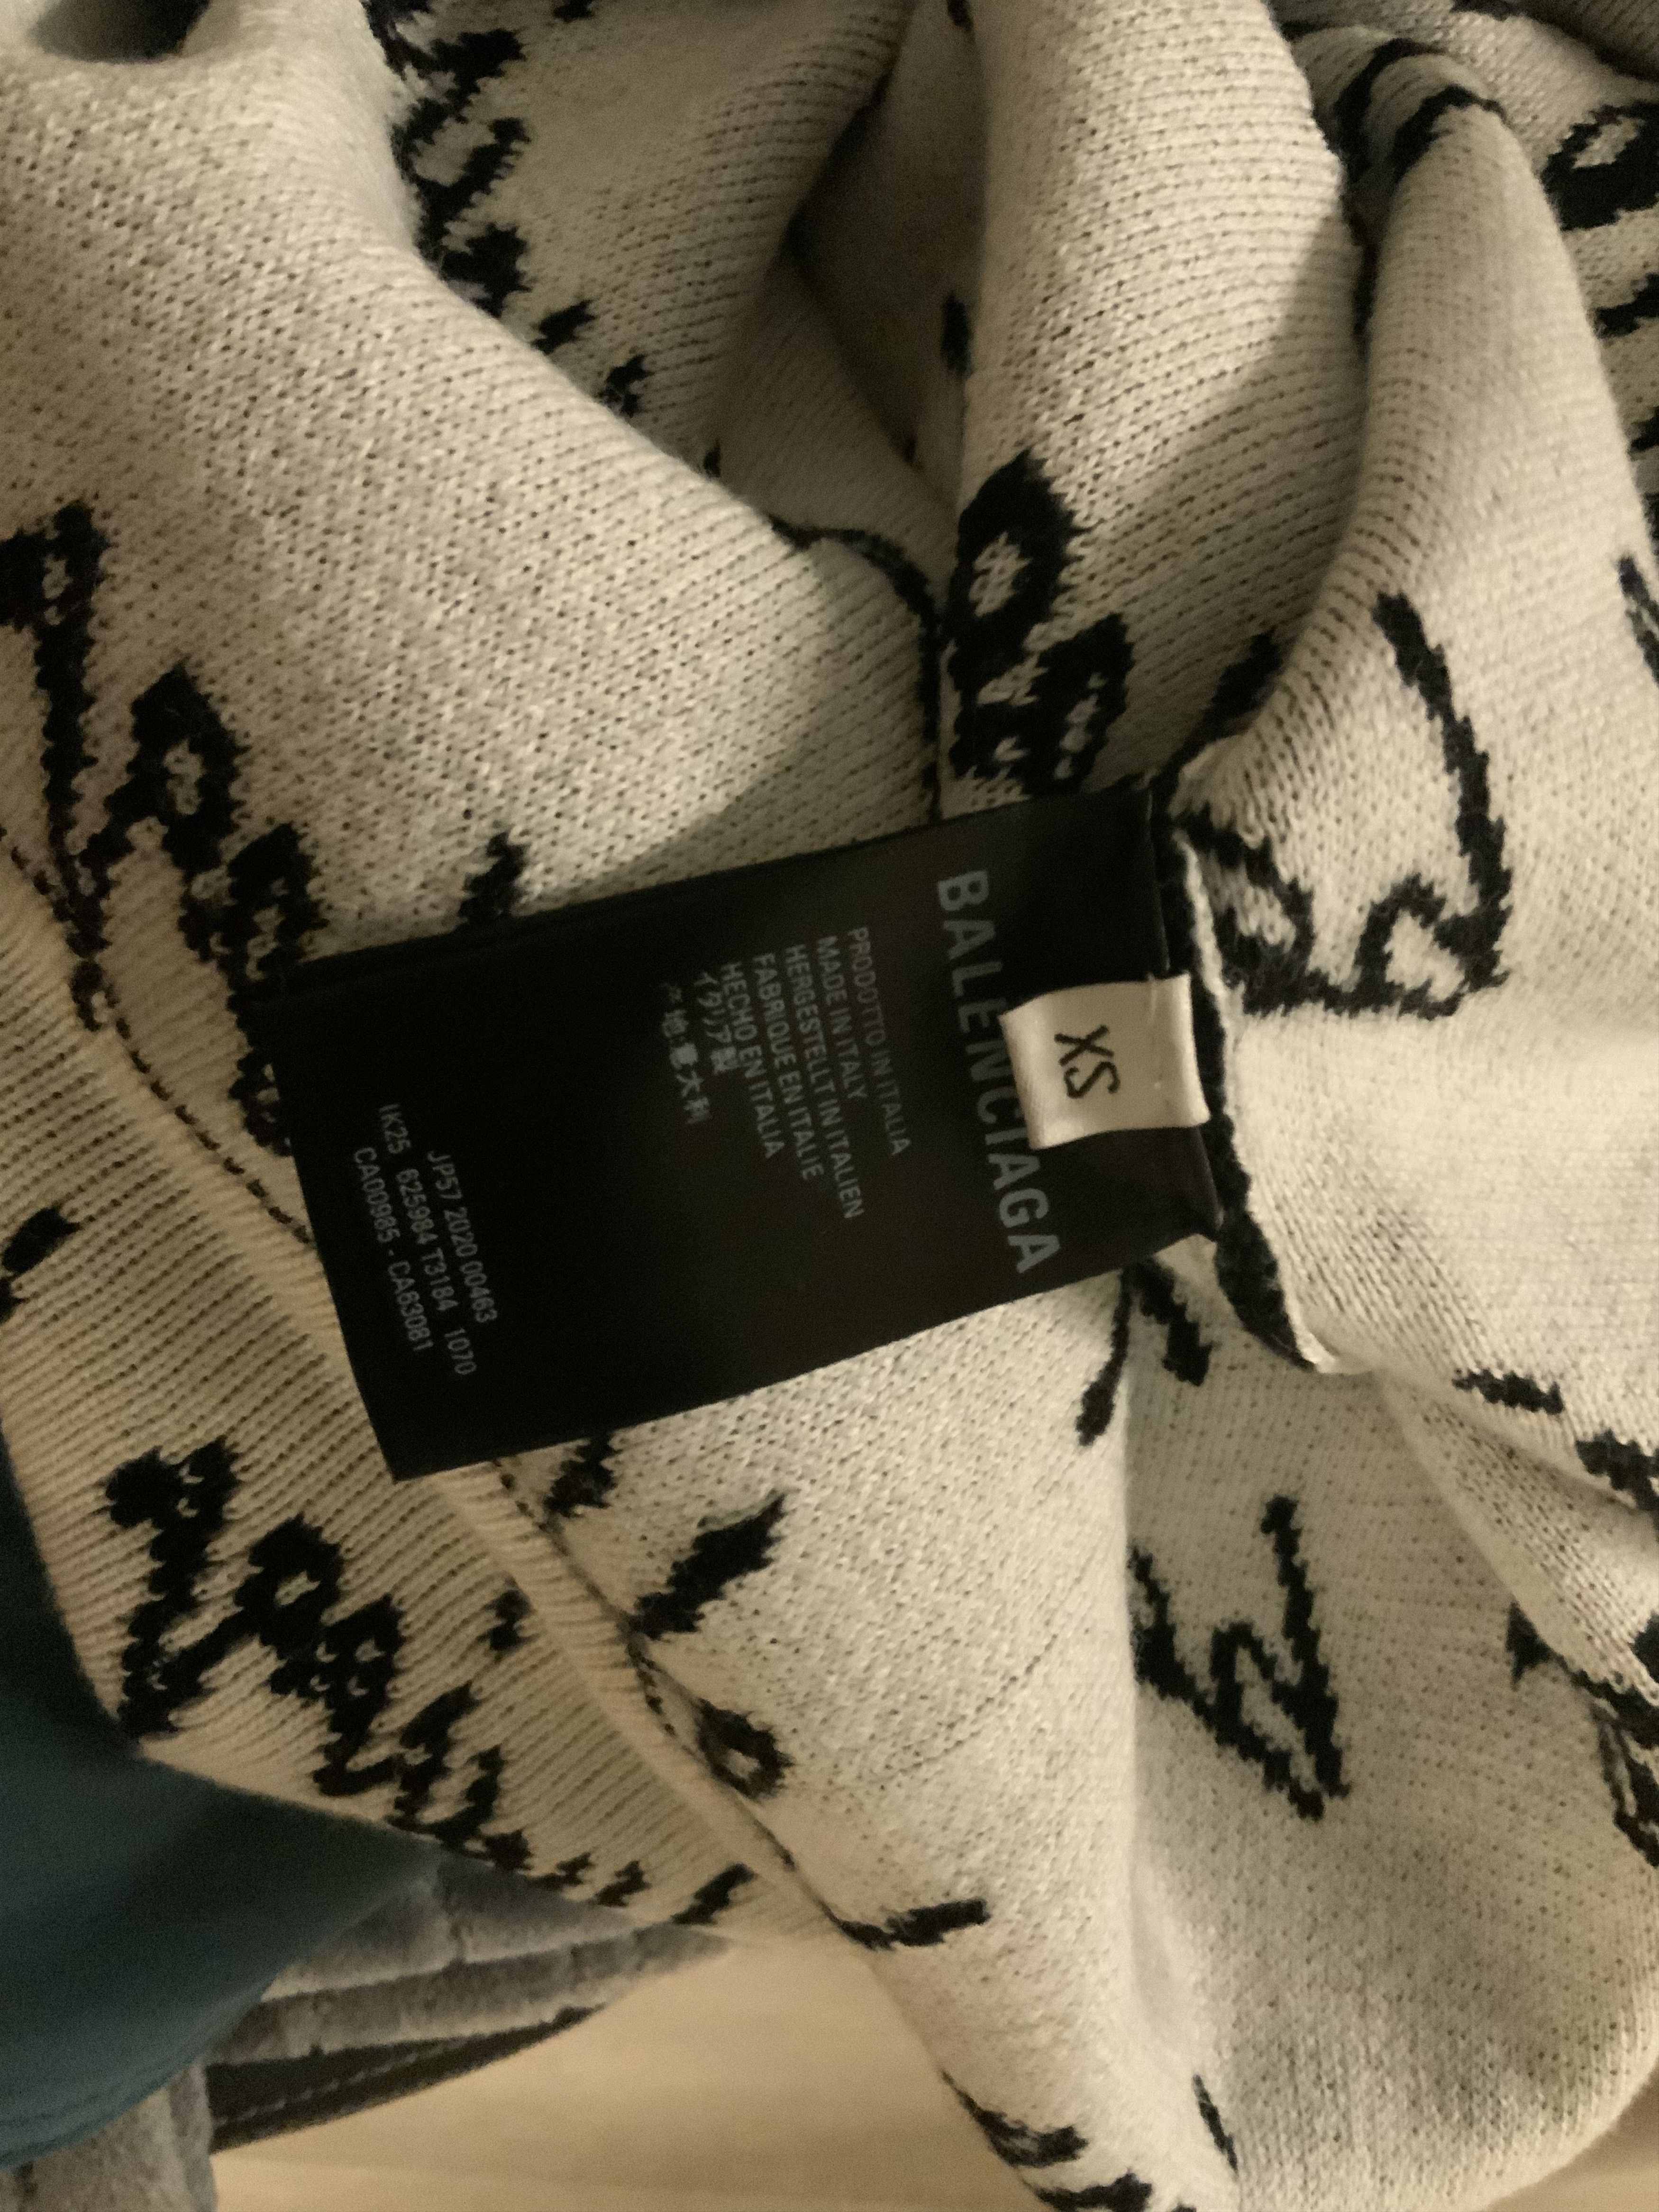 XS
BALENCIAGA
PRODOTTO IN ITALIA
MADE IN ITALY
HERGESTELLT IN ITALIEN
FABRIQUE EN ITALIE
HECHO EN ITALIA
イタリア製
产地:意大利
JP57 2020 00463
IK25 625984 T3184 1070
CA00985 - CA63081